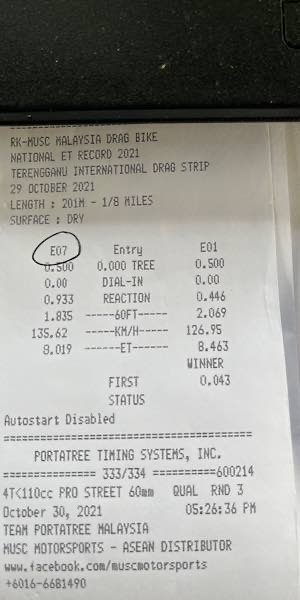 RK-MUSC MALAYSIA DRAG BIKE
NATIONAL ET RECORD 2021
TERENGGANU INTERNATIONAL DRAG STRIP
29 OCTOBER 2021
LENGTH : 201M - 1/8 MILES
SURFACE : DRY
E07 Entry E01
0.500 0.000 TREE 0.500
0.00 DIAL-IN 0.00
0.933 REACTION 0.446
1.835 -----60FT----- 2.069
135.62 -----KM/H----- 126.95
8.019 ------ET----- 8.463
WINNER
FIRST 0.043
STATUS
Autostart Disabled
========================================
PORTATREE TIMING SYSTEMS, INC.
=============== 333/334 ==========600214
4T<110cc PRO STREET 60mm QUAL RND 3
October 30, 2021 05:26:36 PM
TEAM PORTATREE MALAYSIA
MUSC MOTORSPORTS - ASEAN DISTRIBUTOR
www.facebook.com/muscmotorsports
+6016-6681490